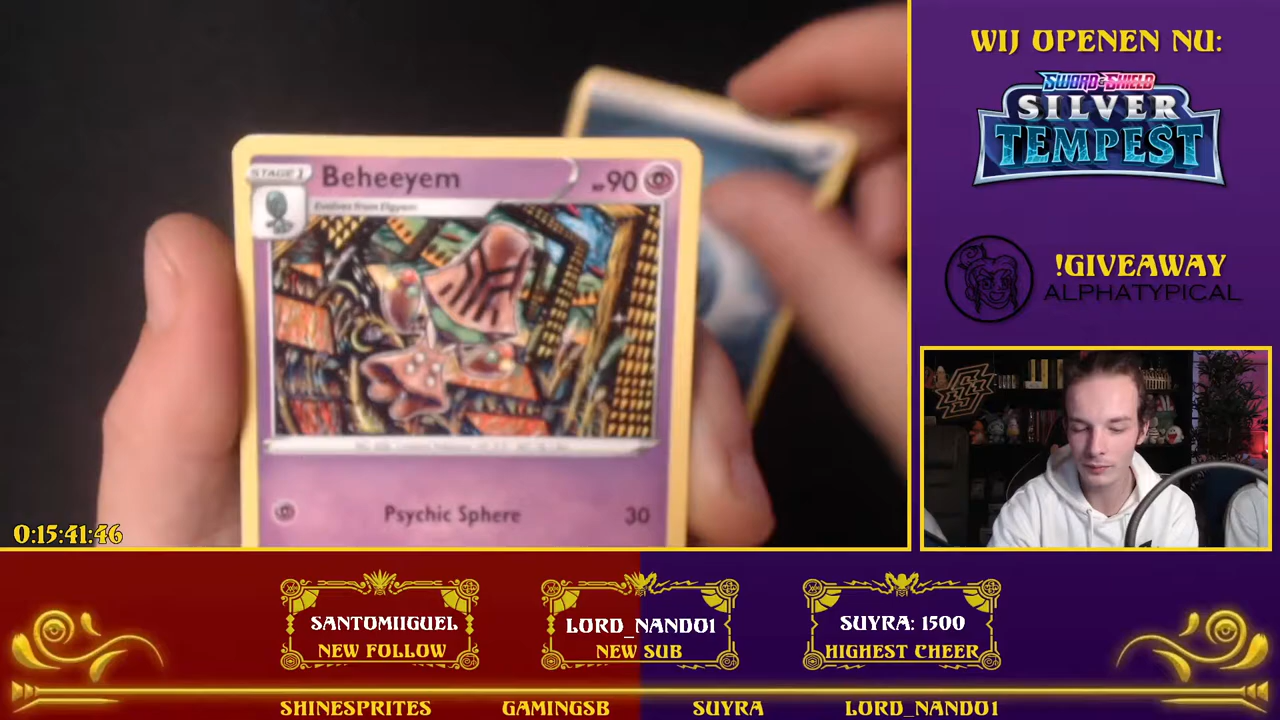 WIJ OPENEN NU:
SWORD & SHIELD
SILVER
TEMPEST
!GIVEAWAY
ALPHATYPICAL
STAGE 1
Beheeyem
HP 90
Evolves from Elgyem
Psychic Sphere 30
0:15:41:46
SANTOMIIGUEL
NEW FOLLOW
LORD_NANDO1
NEW SUB
SUYRA: 1500
HIGHEST CHEER
SHINESPRITES GAMINGSB SUYRA LORD_NANDO1